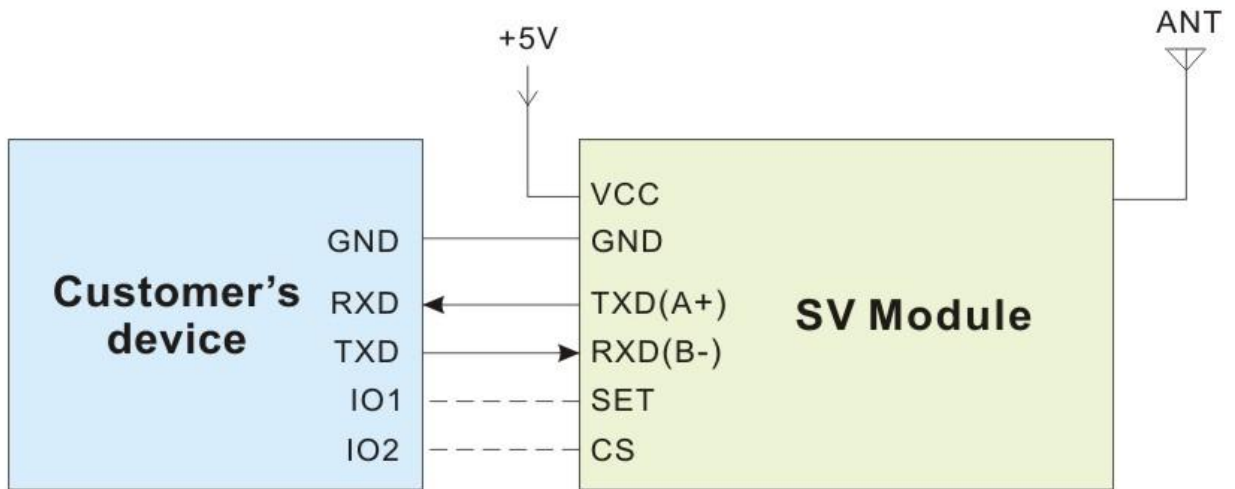 ANT
+5V
VCC
GND GND
Customer's
device
RXD TXD(A+)
SV Module
TXD RXD(B-)
IO1 SET
IO2 CS